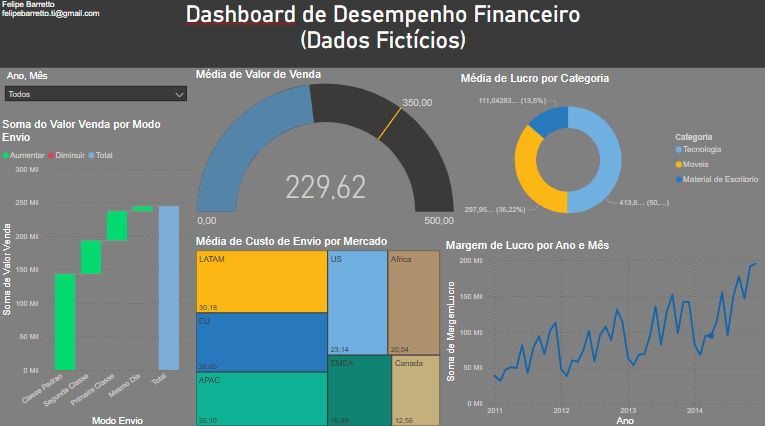 Felipe Barretto
felipebarretto.ti@gmail.com
Dashboard de Desempenho Financeiro
(Dados Fictícios)
Ano, Mês
Todos
Soma do Valor Venda por Modo
Envio
Aumentar Diminuir Total
300 Mil
250 Mil
200 Mil
150 Mil
100 Mil
50 Mil
0 Mil
Soma de Valor Venda
Classe Padrao
Segunda Classe
Primeira Classe
Mesmo Dia
Total
Modo Envio
Média de Valor de Venda
350,00
229,62
0,00
500,00
Média de Lucro por Categoria
111,04283... (13,5%)
297,95... (36,22%)
413,6... (50,...)
Categoria
Tecnologia
Moveis
Material de Escritorio
Média de Custo de Envio por Mercado
LATAM
30,18
EU
28,60
APAC
26,10
US
23,14
Africa
20,04
EMEA
16,68
Canada
12,56
Margem de Lucro por Ano e Mês
200 Mil
150 Mil
100 Mil
50 Mil
0 Mil
Soma de MargemLucro
2011
2012
2013
2014
Ano